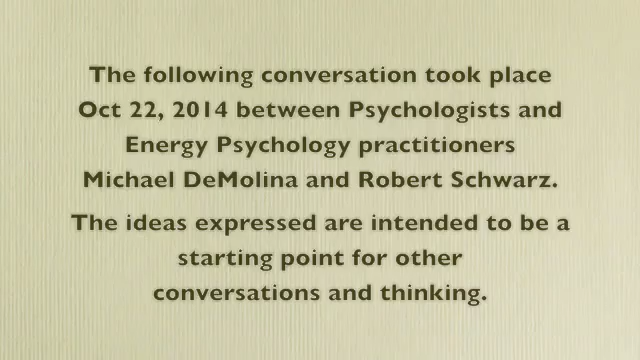 The following conversation took place
Oct 22, 2014 between Psychologists and
Energy Psychology practitioners
Michael DeMolina and Robert Schwarz.
The ideas expressed are intended to be a
starting point for other
conversations and thinking.